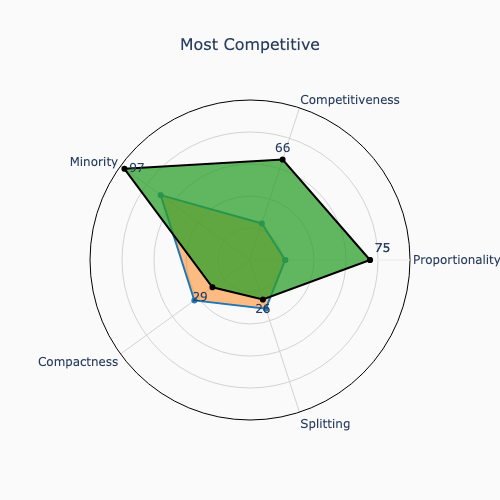 Most Competitive
Competitiveness
66
Minority
97
75
Proportionality
29
26
Compactness
Splitting